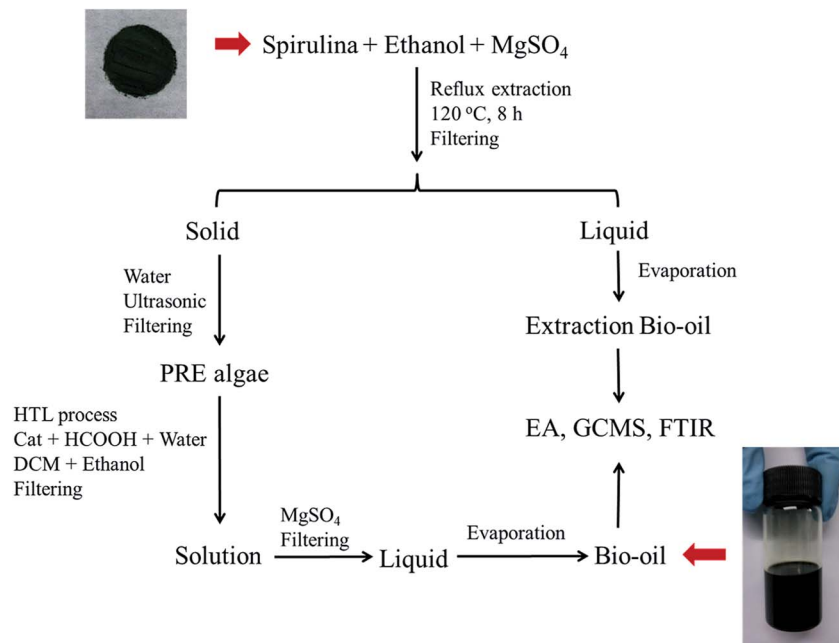 Spirulina + Ethanol + MgSO₄
Reflux extraction
120 °C, 8 h
Filtering
Solid
Liquid
Water
Ultrasonic
Filtering
Evaporation
Extraction Bio-oil
PRE algae
HTL process
Cat + HCOOH + Water
DCM + Ethanol
Filtering
EA, GCMS, FTIR
Solution
MgSO₄
Filtering
Liquid
Evaporation
Bio-oil